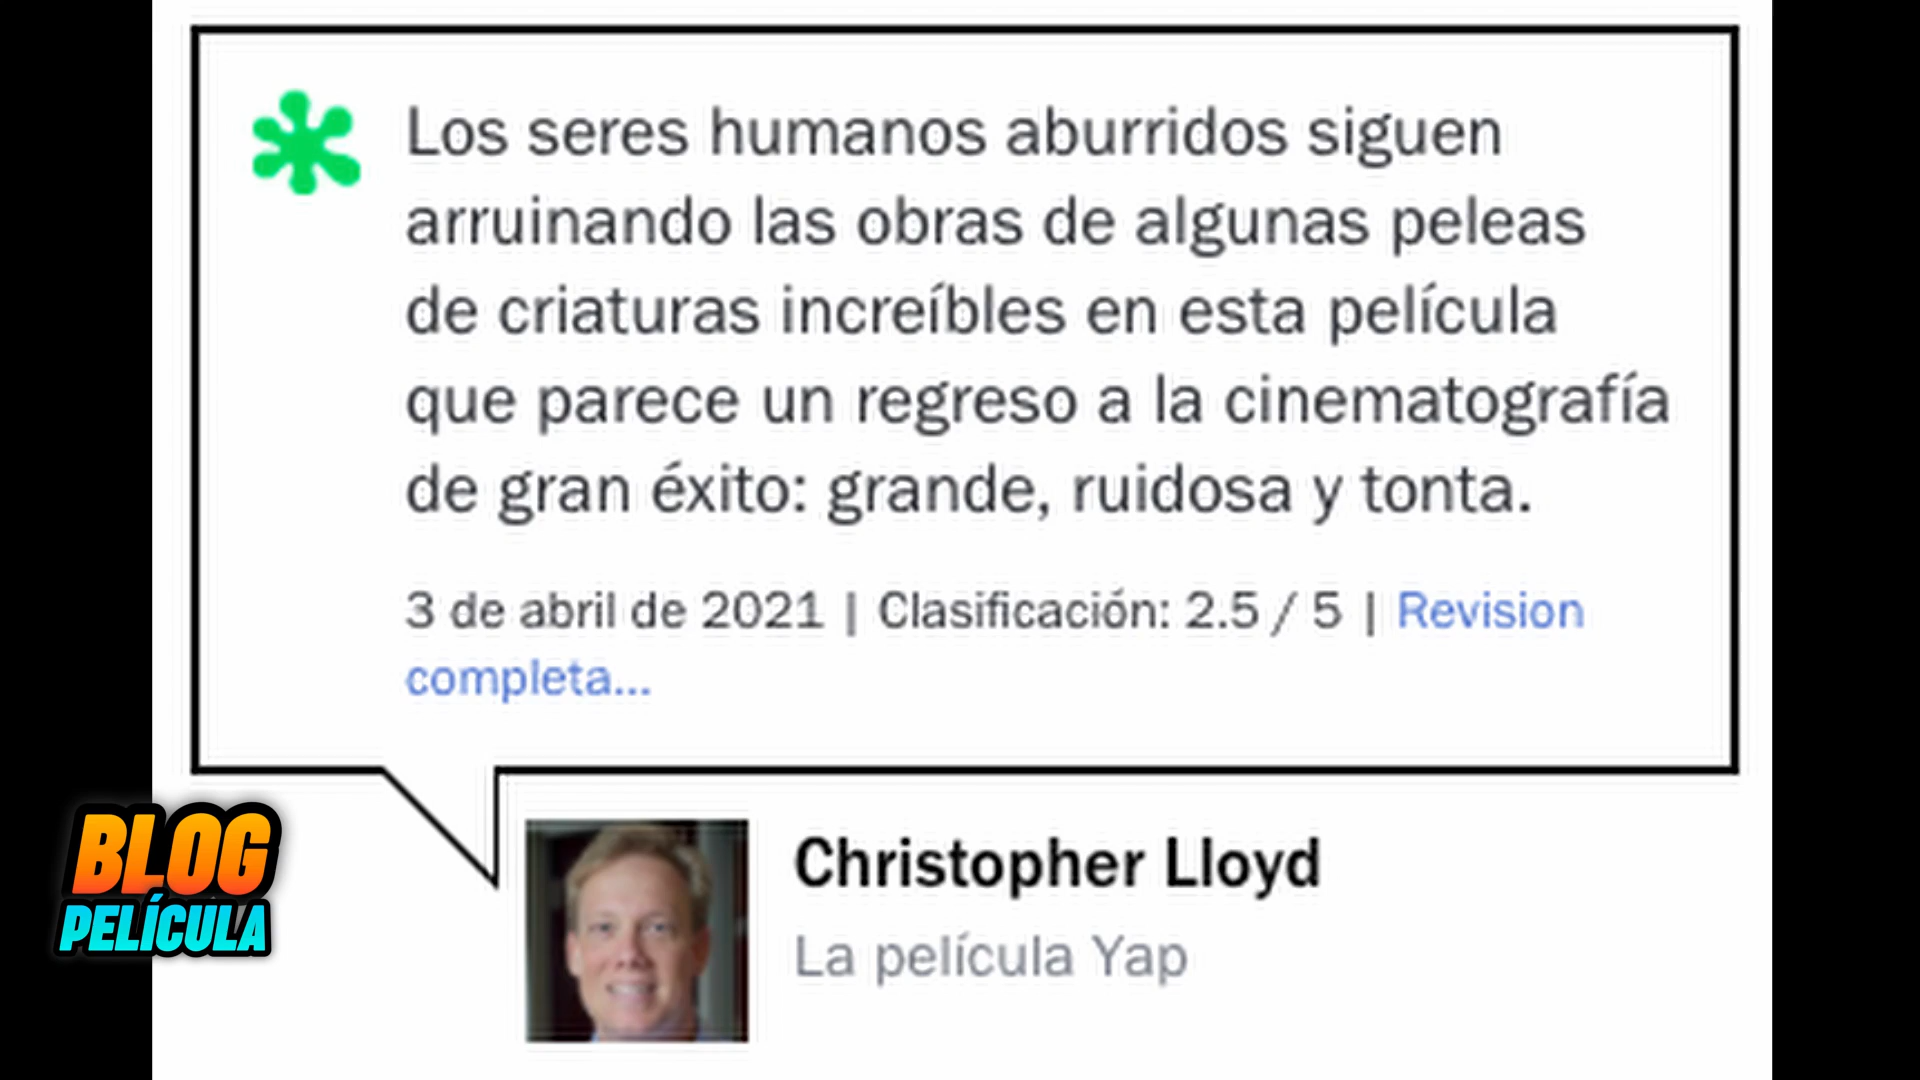 Los seres humanos aburridos siguen
arruinando las obras de algunas peleas
de criaturas increíbles en esta película
que parece un regreso a la cinematografía
de gran éxito: grande, ruidosa y tonta.
3 de abril de 2021 | Clasificación: 2.5 / 5 | Revision
completa...
Christopher Lloyd
La película Yap
BLOG
PELÍCULA